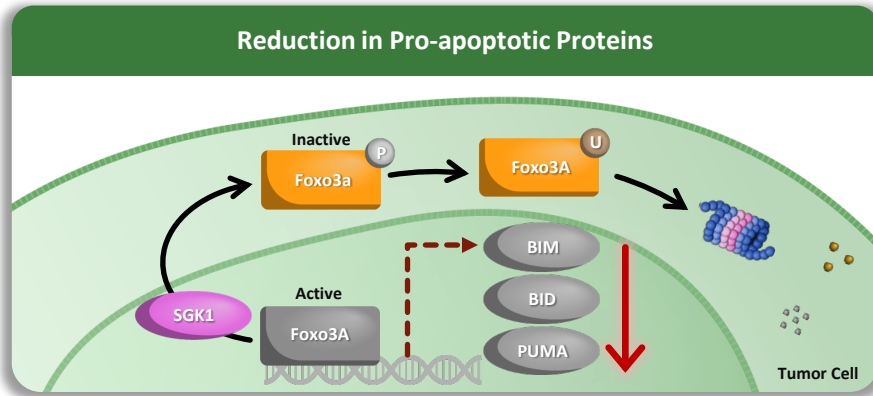 Reduction in Pro-apoptotic Proteins
Inactive
P
Foxo3a
U
Foxo3A
BIM
Active
SGK1
Foxo3A
BID
PUMA
Tumor Cell